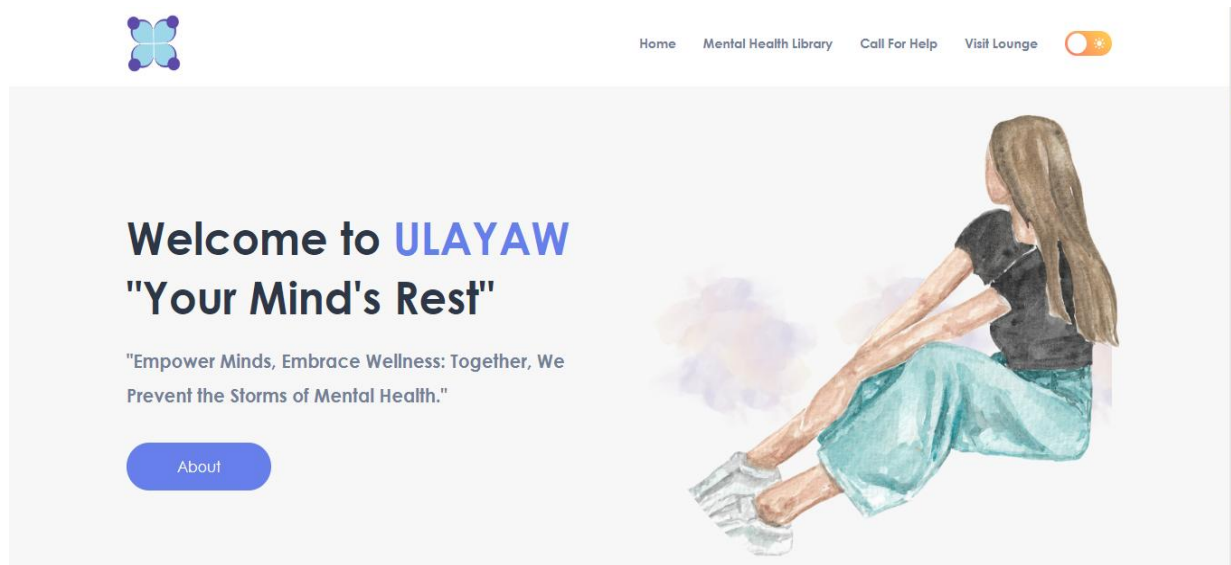 Home Mental Health Library Call For Help Visit Lounge
Welcome to ULAYAW
"Your Mind's Rest"
"Empower Minds, Embrace Wellness: Together, We
Prevent the Storms of Mental Health."
About